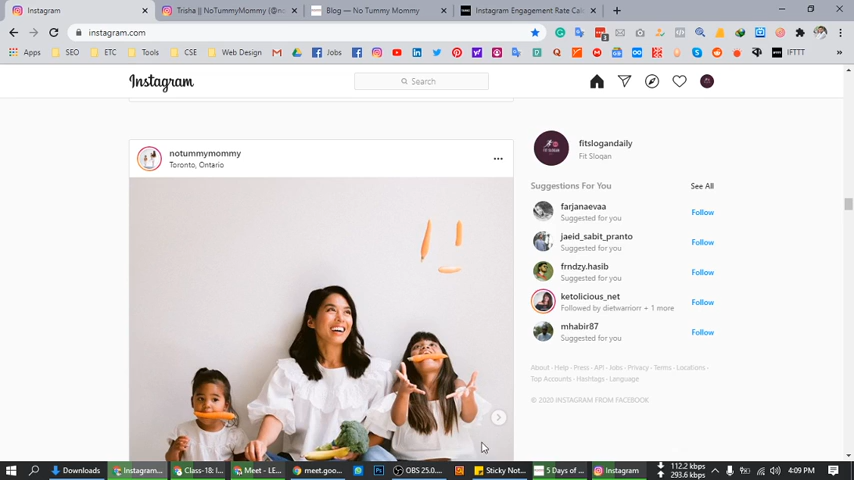 Instagram
Trisha || NoTummyMommy (@no
Blog — No Tummy Mommy
Instagram Engagement Rate Calc
instagram.com
Apps
SEO
ETC
Tools
CSS
Web Design
Jobs
IFTTT
Instagram
Search
notummymommy
Toronto, Ontario
fitslogandaily
Fit Slogan
Suggestions For You
See All
farjanaevaa
Suggested for you
Follow
jaeid_sabit_pranto
Suggested for you
Follow
frndzy.hasib
Suggested for you
Follow
ketolicious_net
Followed by dietwarriorr + 1 more
Follow
mhabir87
Suggested for you
Follow
About · Help · Press · API · Jobs · Privacy · Terms · Locations ·
Top Accounts · Hashtags · Language
© 2020 INSTAGRAM FROM FACEBOOK
Downloads
Instagram...
Class-18: I...
Meet - LE...
meet.goo...
OBS 25.0...
Sticky Not...
5 Days of ...
Instagram
112.2 kbps
293.6 kbps
4:09 PM